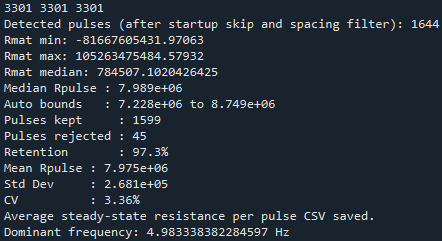 3301 3301 3301
Detected pulses (after startup skip and spacing filter): 1644
Rmat min: -81667605431.97063
Rmat max: 105263475484.57932
Rmat median: 784507.1020426425
Median Rpulse : 7.989e+06
Auto bounds   : 7.228e+06 to 8.749e+06
Pulses kept     : 1599
Pulses rejected : 45
Retention       : 97.3%
Mean Rpulse : 7.975e+06
Std Dev     : 2.681e+05
CV          : 3.36%
Average steady-state resistance per pulse CSV saved.
Dominant frequency: 4.983338382284597 Hz